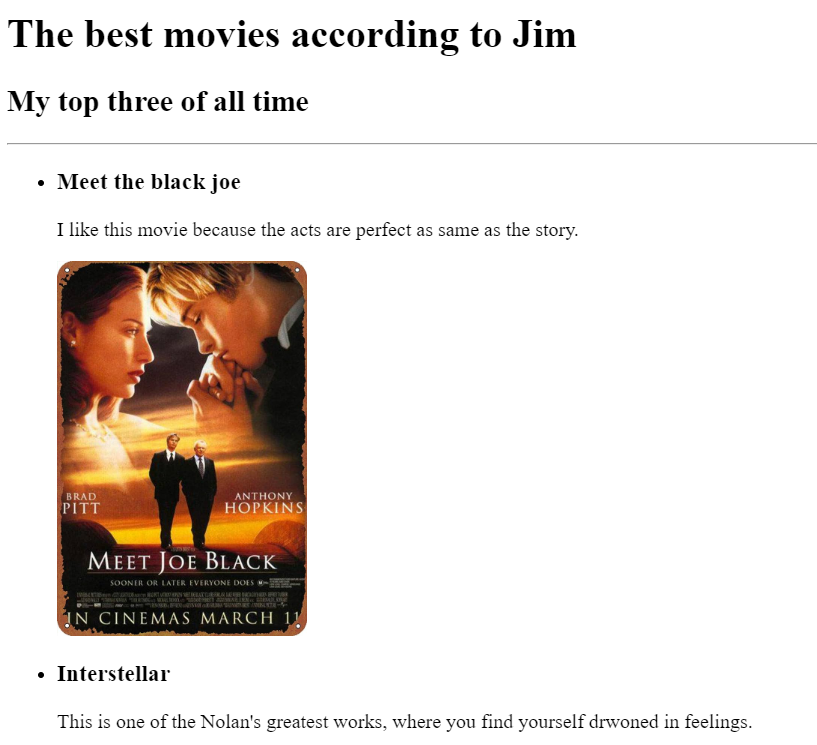 The best movies according to Jim
My top three of all time
Meet the black joe
I like this movie because the acts are perfect as same as the story.
BRAD PITT
ANTHONY HOPKINS
MEET JOE BLACK
SOONER OR LATER EVERYONE DOES
IN CINEMAS MARCH 11
Interstellar
This is one of the Nolan's greatest works, where you find yourself drwoned in feelings.